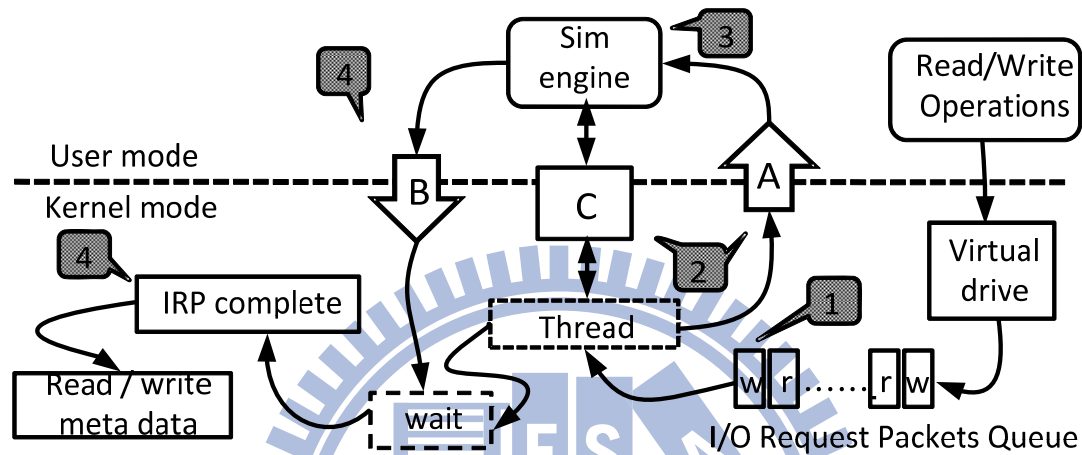 Sim
engine
3
4
Read/Write
Operations
User mode
A
B
C
Kernel mode
4
2
Virtual
drive
IRP complete
1
Thread
Read / write
meta data
wait
w r ...... r w
I/O Request Packets Queue